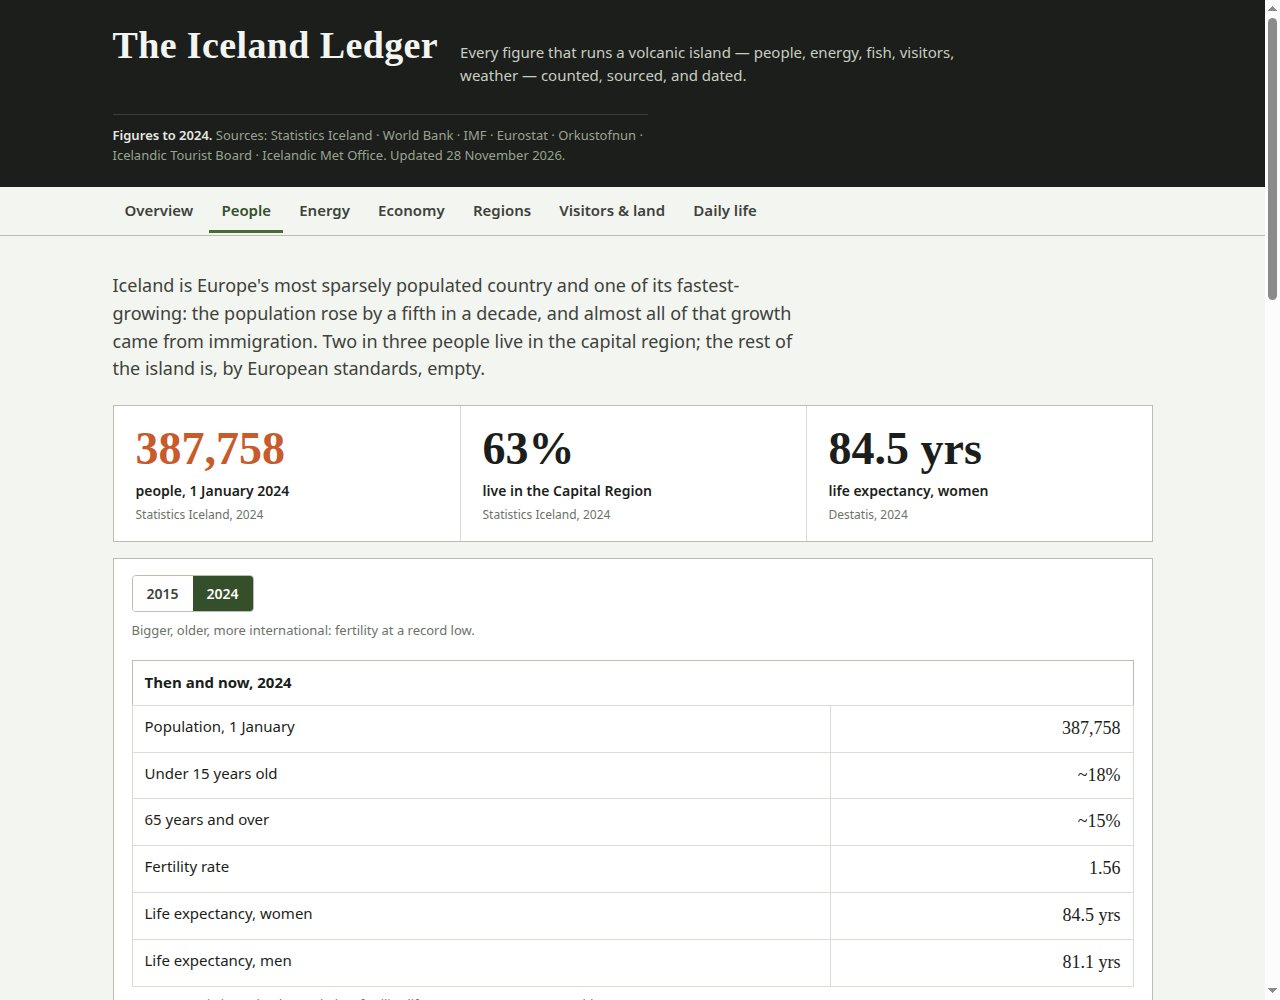 The Iceland Ledger
Every figure that runs a volcanic island — people, energy, fish, visitors,
weather — counted, sourced, and dated.
Figures to 2024. Sources: Statistics Iceland · World Bank · IMF · Eurostat · Orkustofnun ·
Icelandic Tourist Board · Icelandic Met Office. Updated 28 November 2026.
Overview People Energy Economy Regions Visitors & land Daily life
Iceland is Europe's most sparsely populated country and one of its fastest-
growing: the population rose by a fifth in a decade, and almost all of that growth
came from immigration. Two in three people live in the capital region; the rest of
the island is, by European standards, empty.
387,758
people, 1 January 2024
Statistics Iceland, 2024
63%
live in the Capital Region
Statistics Iceland, 2024
84.5 yrs
life expectancy, women
Destatis, 2024
2015 2024
Bigger, older, more international: fertility at a record low.
Then and now, 2024
Population, 1 January 387,758
Under 15 years old ~18%
65 years and over ~15%
Fertility rate 1.56
Life expectancy, women 84.5 yrs
Life expectancy, men 81.1 yrs